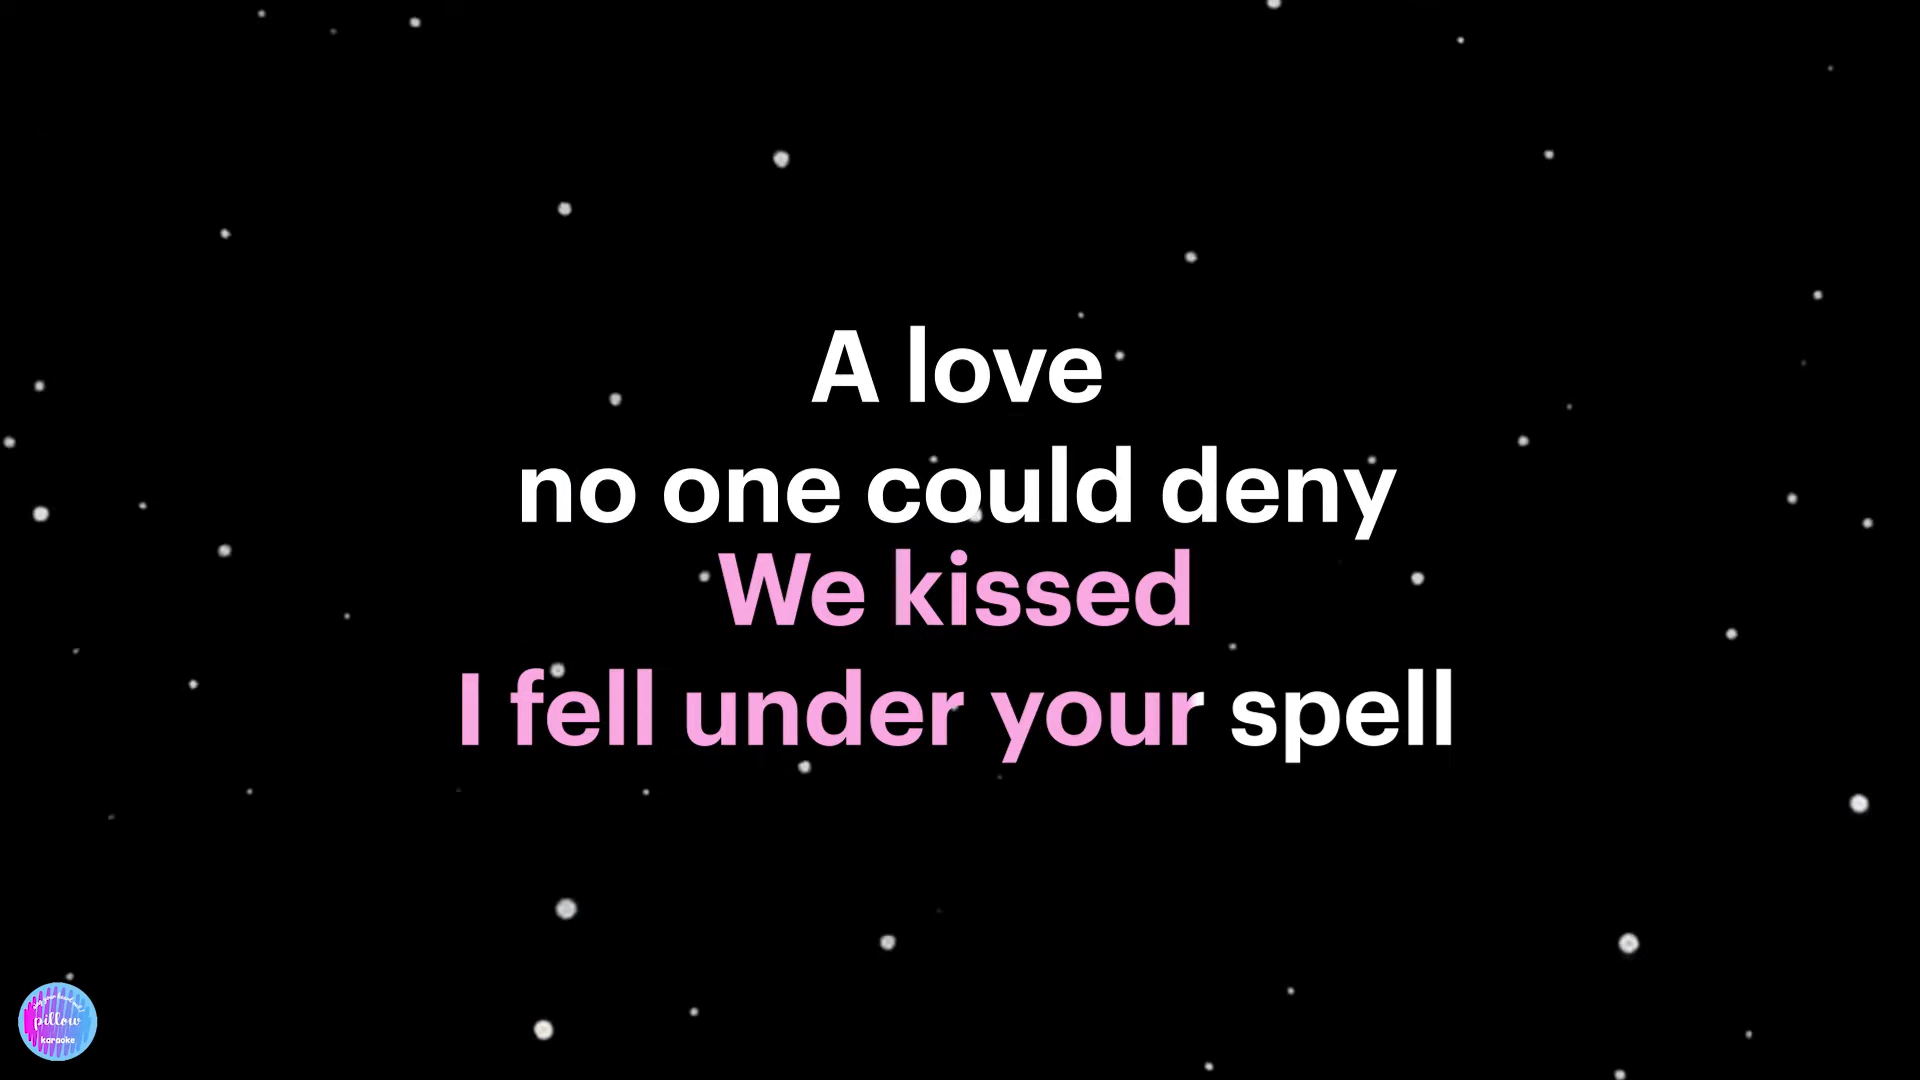 A love
no one could deny
We kissed
I fell under your spell
pillow
karaoke